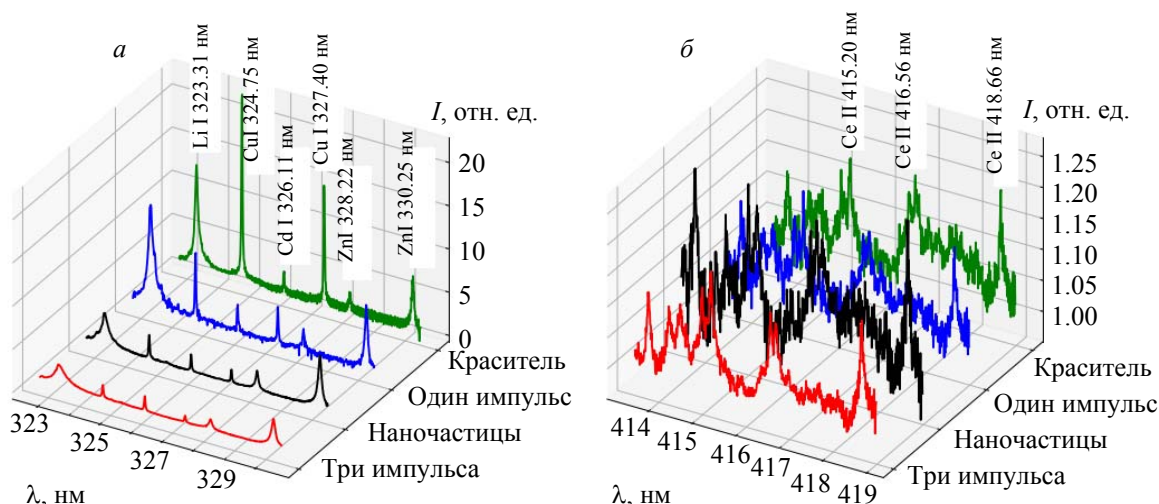 а
Li I 323.31 нм
CuI 324.75 нм
Cd I 326.11 нм
Cu I 327.40 нм
ZnI 328.22 нм
ZnI 330.25 нм
I, отн. ед.
20
15
10
5
0
Краситель
Один импульс
Наночастицы
Три импульса
323
325
327
329
λ, нм
б
Ce II 415.20 нм
Ce II 416.56 нм
Ce II 418.66 нм
I, отн. ед.
1.25
1.20
1.15
1.10
1.05
1.00
Краситель
Один импульс
Наночастицы
Три импульса
414
415
416
417
418
419
λ, нм